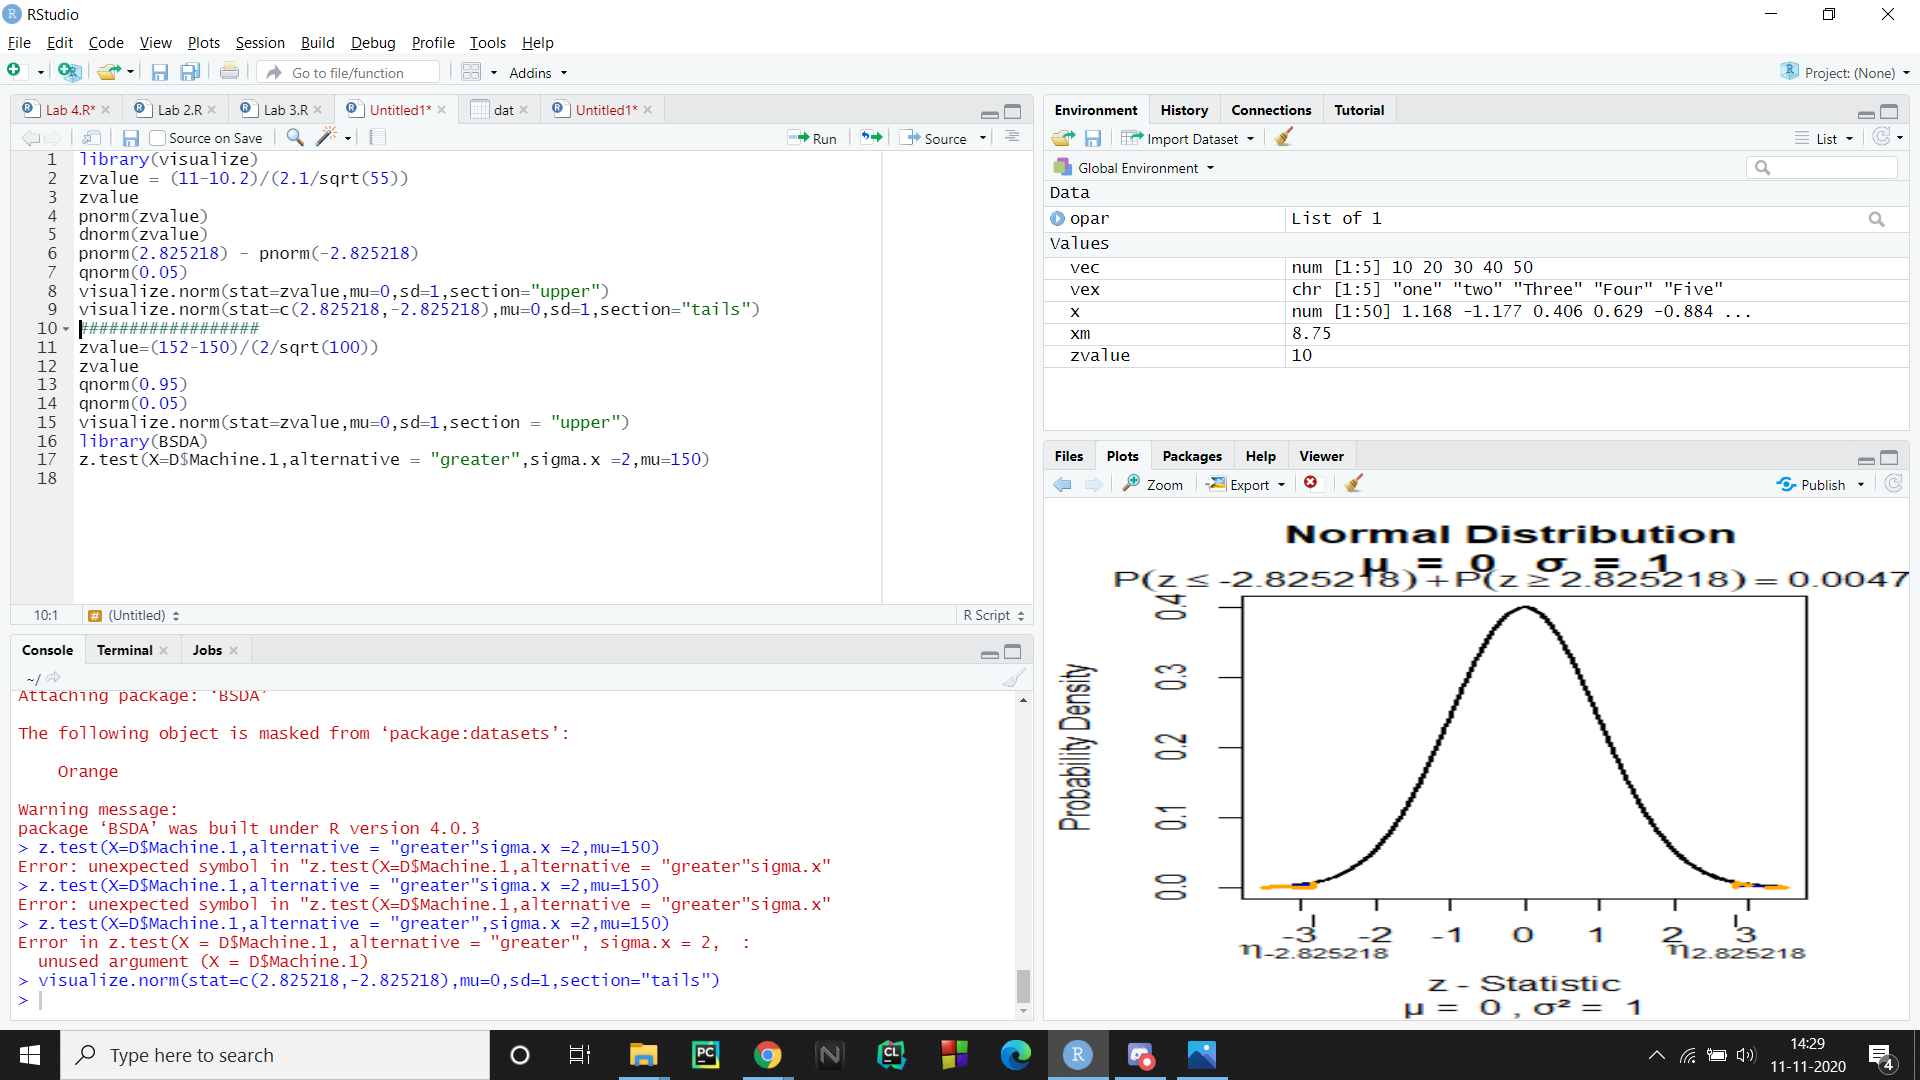 RStudio
File Edit Code View Plots Session Build Debug Profile Tools Help
Go to file/function Addins Project: (None)
Lab 4.R* Lab 2.R Lab 3.R Untitled1* dat Untitled1*
Source on Save Run Source
1 library(visualize)
2 zvalue = (11-10.2)/(2.1/sqrt(55))
3 zvalue
4 pnorm(zvalue)
5 dnorm(zvalue)
6 pnorm(2.825218) - pnorm(-2.825218)
7 qnorm(0.05)
8 visualize.norm(stat=zvalue,mu=0,sd=1,section="upper")
9 visualize.norm(stat=c(2.825218,-2.825218),mu=0,sd=1,section="tails")
10 ##################
11 zvalue=(152-150)/(2/sqrt(100))
12 zvalue
13 qnorm(0.95)
14 qnorm(0.05)
15 visualize.norm(stat=zvalue,mu=0,sd=1,section = "upper")
16 library(BSDA)
17 z.test(X=D$Machine.1,alternative = "greater",sigma.x =2,mu=150)
18
10:1 # (Untitled) R Script
Console Terminal Jobs
~/
Attaching package: ‘BSDA’
The following object is masked from ‘package:datasets’:
Orange
Warning message:
package ‘BSDA’ was built under R version 4.0.3
> z.test(X=D$Machine.1,alternative = "greater"sigma.x =2,mu=150)
Error: unexpected symbol in "z.test(X=D$Machine.1,alternative = "greater"sigma.x"
> z.test(X=D$Machine.1,alternative = "greater"sigma.x =2,mu=150)
Error: unexpected symbol in "z.test(X=D$Machine.1,alternative = "greater"sigma.x"
> z.test(X=D$Machine.1,alternative = "greater",sigma.x =2,mu=150)
Error in z.test(X = D$Machine.1, alternative = "greater", sigma.x = 2,  :
unused argument (X = D$Machine.1)
> visualize.norm(stat=c(2.825218,-2.825218),mu=0,sd=1,section="tails")
>
Environment History Connections Tutorial
Import Dataset List
Global Environment
Data
opar List of 1
Values
vec num [1:5] 10 20 30 40 50
vex chr [1:5] "one" "two" "Three" "Four" "Five"
x num [1:50] 1.168 -1.177 0.406 0.629 -0.884 ...
xm 8.75
zvalue 10
Files Plots Packages Help Viewer
Zoom Export Publish
Normal Distribution
μ = 0 σ = 1
P(z ≤ -2.825218) + P(z ≥ 2.825218) = 0.0047
Probability Density
0.4
0.3
0.2
0.1
0.0
-3 -2 -1 0 1 2 3
η-2.825218 η2.825218
z - Statistic
μ = 0 , σ² = 1
Type here to search
PC
N
CL
R
14:29
11-11-2020
4